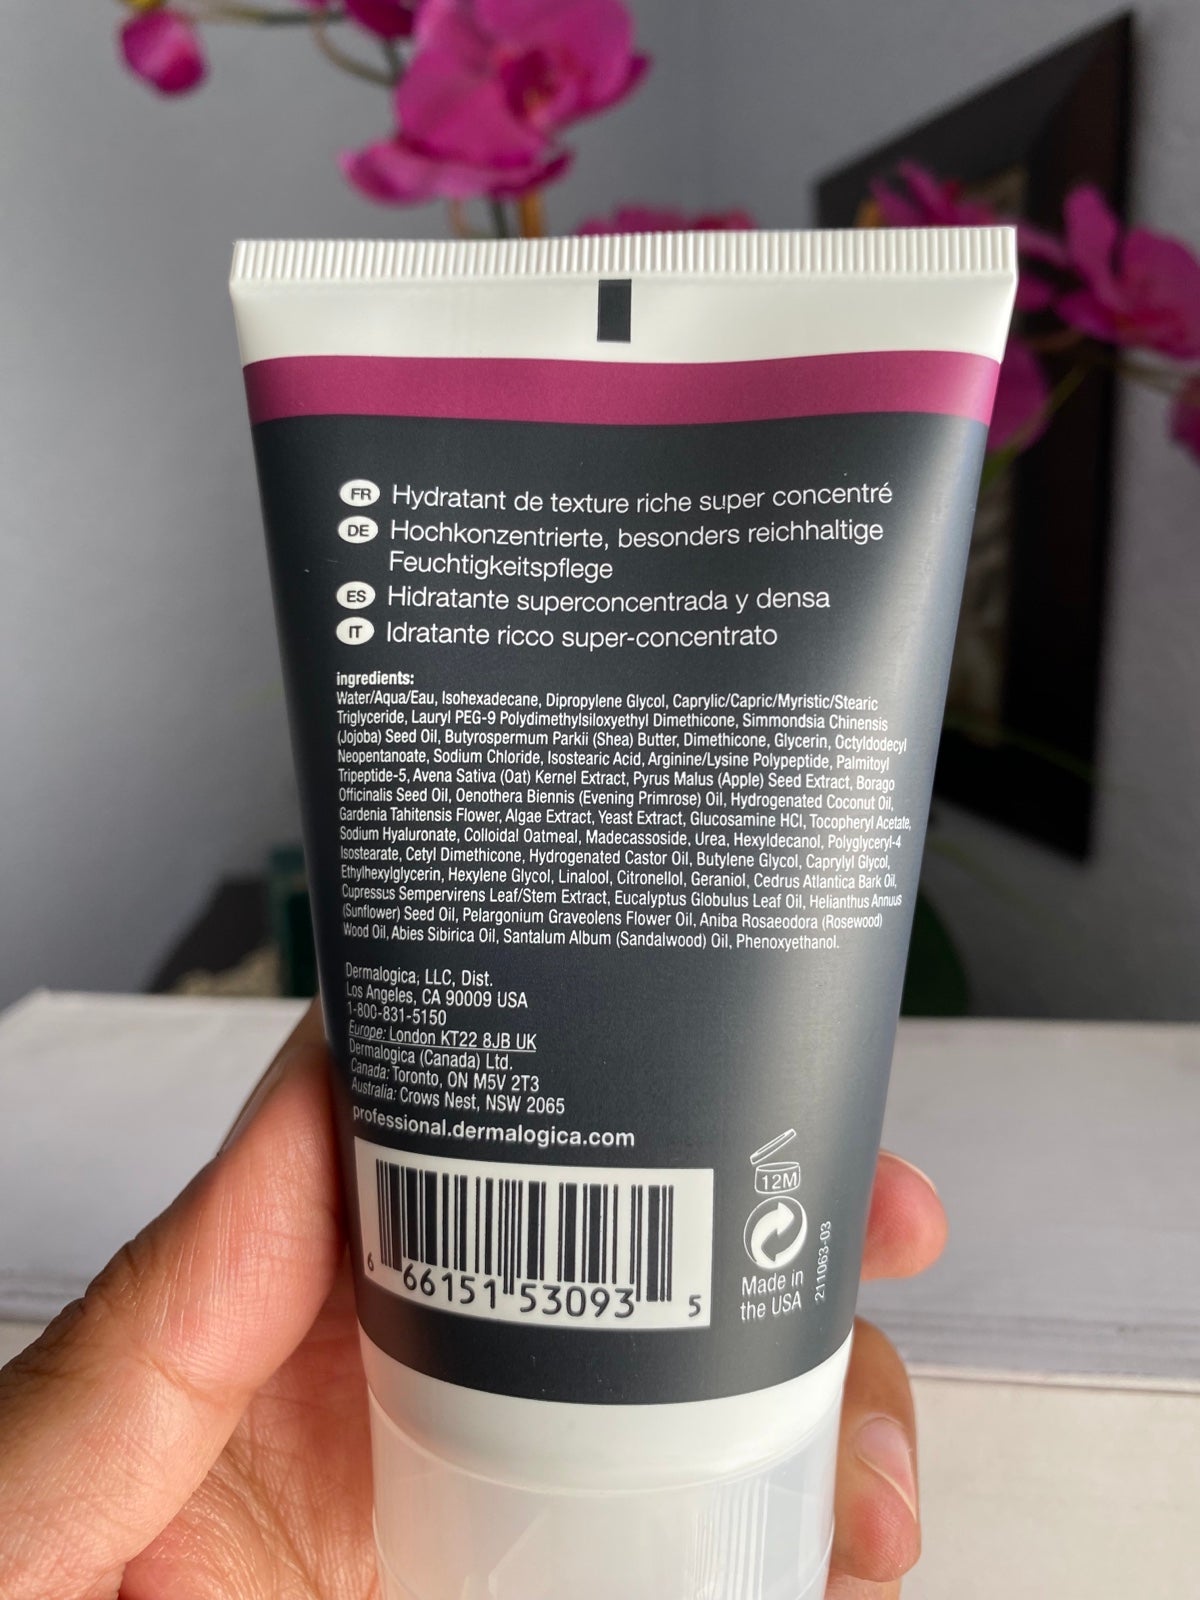 FR Hydratant de texture riche super concentré
DE Hochkonzentrierte, besonders reichhaltige
Feuchtigkeitspflege
ES Hidratante superconcentrada y densa
IT Idratante ricco super-concentrato
ingredients:
Water/Aqua/Eau, Isohexadecane, Dipropylene Glycol, Caprylic/Capric/Myristic/Stearic
Triglyceride, Lauryl PEG-9 Polydimethylsiloxyethyl Dimethicone, Simmondsia Chinensis
(Jojoba) Seed Oil, Butyrospermum Parkii (Shea) Butter, Dimethicone, Glycerin, Octyldodecyl
Neopentanoate, Sodium Chloride, Isostearic Acid, Arginine/Lysine Polypeptide, Palmitoyl
Tripeptide-5, Avena Sativa (Oat) Kernel Extract, Pyrus Malus (Apple) Seed Extract, Borago
Officinalis Seed Oil, Oenothera Biennis (Evening Primrose) Oil, Hydrogenated Coconut Oil,
Gardenia Tahitensis Flower, Algae Extract, Yeast Extract, Glucosamine HCl, Tocopheryl Acetate,
Sodium Hyaluronate, Colloidal Oatmeal, Madecassoside, Urea, Hexyldecanol, Polyglyceryl-4
Isostearate, Cetyl Dimethicone, Hydrogenated Castor Oil, Butylene Glycol, Caprylyl Glycol,
Ethylhexylglycerin, Hexylene Glycol, Linalool, Citronellol, Geraniol, Cedrus Atlantica Bark Oil,
Cupressus Sempervirens Leaf/Stem Extract, Eucalyptus Globulus Leaf Oil, Helianthus Annuus
(Sunflower) Seed Oil, Pelargonium Graveolens Flower Oil, Aniba Rosaeodora (Rosewood)
Wood Oil, Abies Sibirica Oil, Santalum Album (Sandalwood) Oil, Phenoxyethanol.
Dermalogica, LLC, Dist.
Los Angeles, CA 90009 USA
1-800-831-5150
Europe: London KT22 8JB UK
Dermalogica (Canada) Ltd.
Canada: Toronto, ON M5V 2T3
Australia: Crows Nest, NSW 2065
professional.dermalogica.com
6 66151 53093 5
12M
Made in
the USA
211063-03